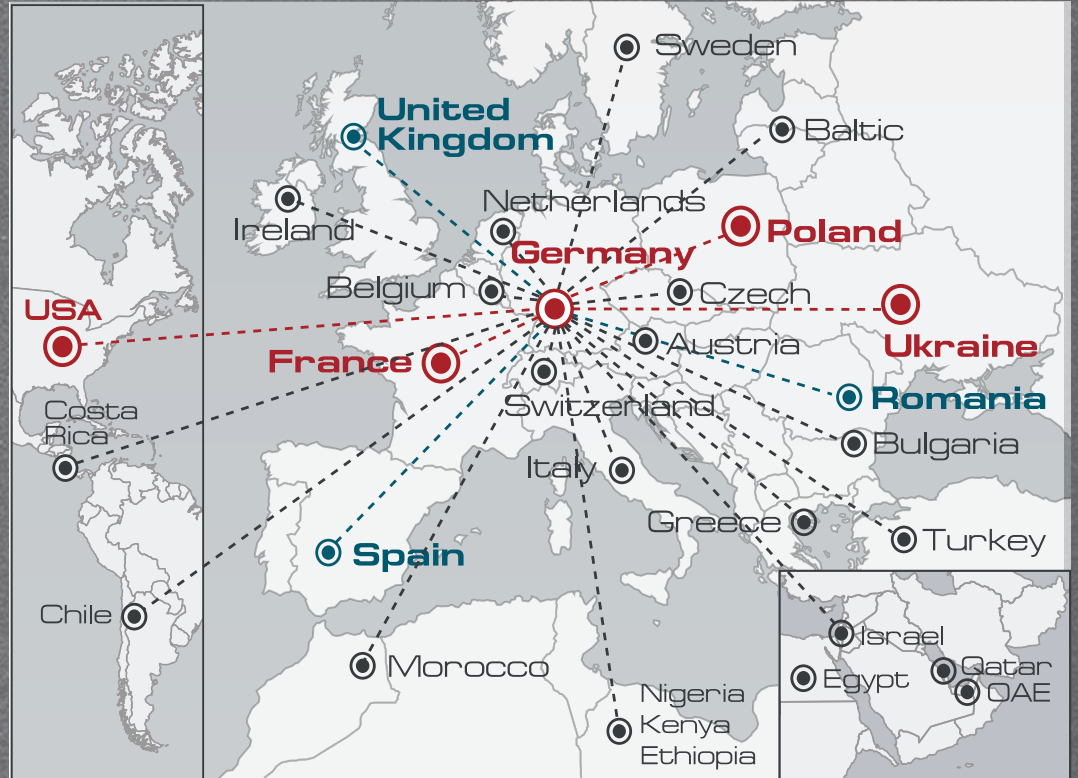 Sweden
United
Kingdom
Baltic
Netherlands
Ireland
Germany
Poland
Belgium
Czech
USA
France
Austria
Ukraine
Switzerland
Romania
Costa
Rica
Bulgaria
Italy
Greece
Turkey
Spain
Chile
Israel
Morocco
Egypt
Qatar
OAE
Nigeria
Kenya
Ethiopia